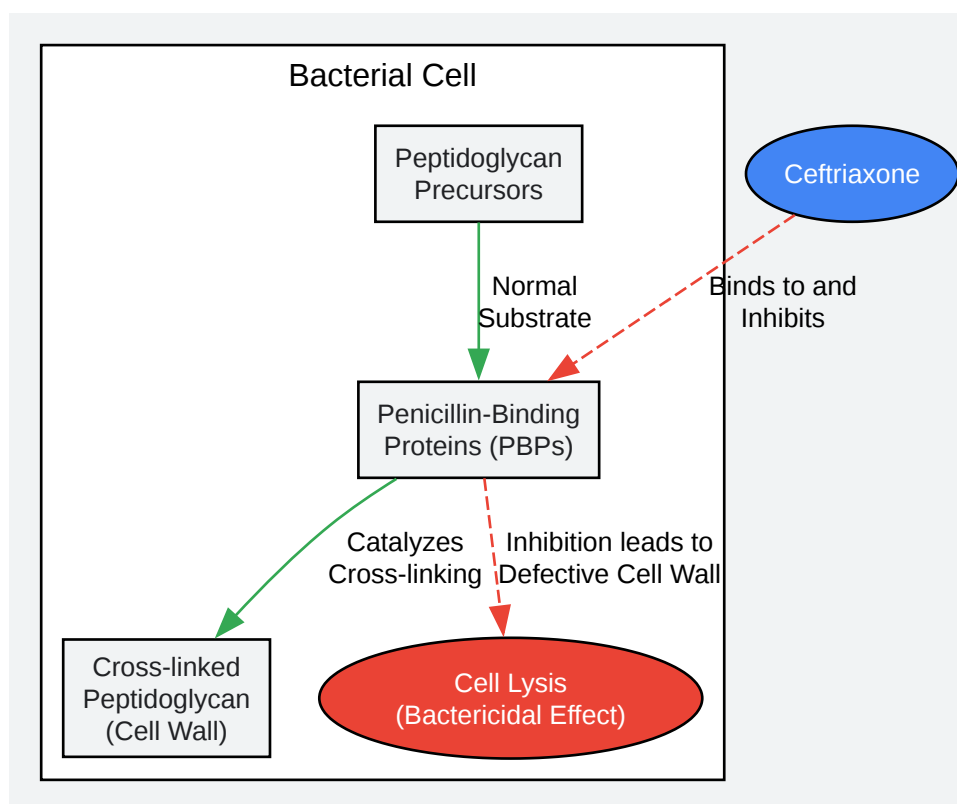 Bacterial Cell
Peptidoglycan
Precursors
Ceftriaxone
Normal
Substrate
Binds to and
Inhibits
Penicillin-Binding
Proteins (PBPs)
Catalyzes
Cross-linking
Inhibition leads to
Defective Cell Wall
Cross-linked
Peptidoglycan
(Cell Wall)
Cell Lysis
(Bactericidal Effect)